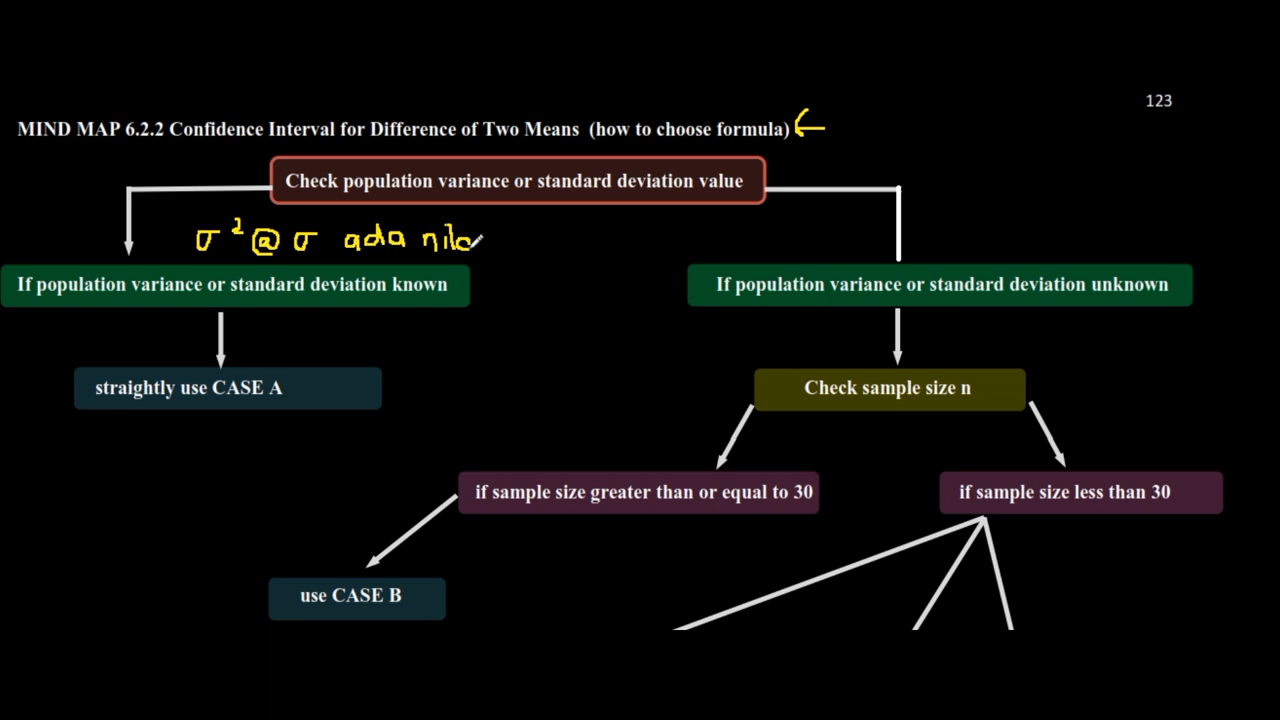 123
MIND MAP 6.2.2 Confidence Interval for Difference of Two Means (how to choose formula)
Check population variance or standard deviation value
σ² @ σ ada
If population variance or standard deviation known
If population variance or standard deviation unknown
straightly use CASE A
Check sample size n
if sample size greater than or equal to 30
if sample size less than 30
use CASE B